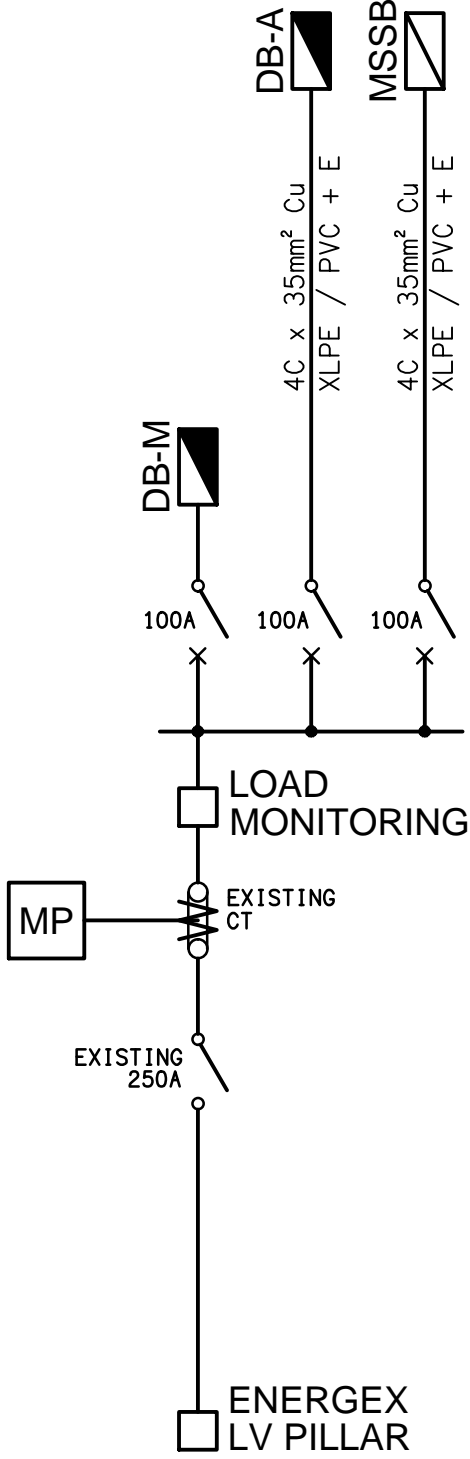 DB-A
MSSB
4C x 35mm² Cu
XLPE / PVC + E
4C x 35mm² Cu
XLPE / PVC + E
DB-M
100A
100A
100A
LOAD
MONITORING
MP
EXISTING
CT
EXISTING
250A
ENERGEX
LV PILLAR